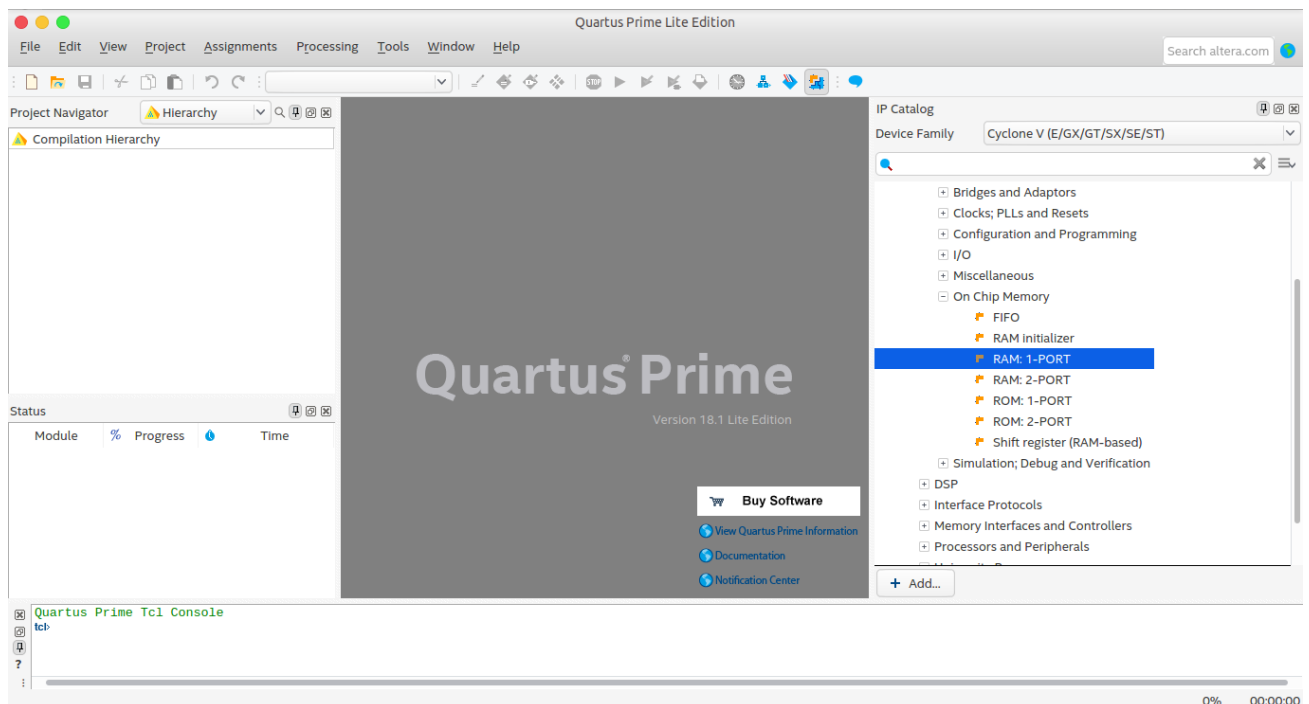 Quartus Prime Lite Edition
File Edit View Project Assignments Processing Tools Window Help
Search altera.com
Project Navigator
Hierarchy
Compilation Hierarchy
Status
Module % Progress Time
Quartus® Prime
Version 18.1 Lite Edition
Buy Software
View Quartus Prime Information
Documentation
Notification Center
IP Catalog
Device Family Cyclone V (E/GX/GT/SX/SE/ST)
Bridges and Adaptors
Clocks; PLLs and Resets
Configuration and Programming
I/O
Miscellaneous
On Chip Memory
FIFO
RAM initializer
RAM: 1-PORT
RAM: 2-PORT
ROM: 1-PORT
ROM: 2-PORT
Shift register (RAM-based)
Simulation; Debug and Verification
DSP
Interface Protocols
Memory Interfaces and Controllers
Processors and Peripherals
+ Add...
Quartus Prime Tcl Console
tcl>
0% 00:00:00